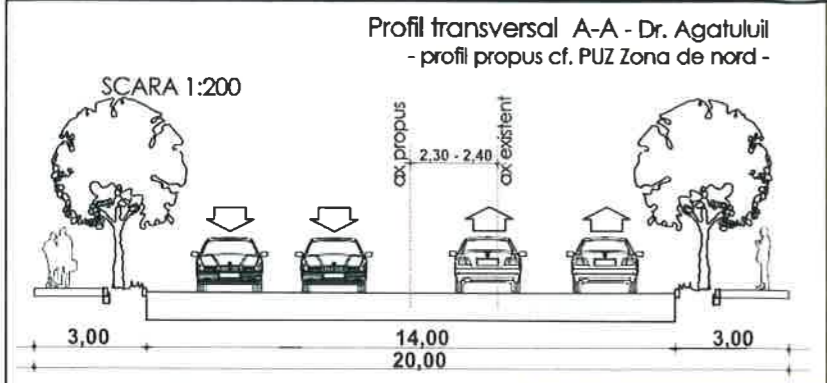 Profil transversal A-A - Dr. Agatuluil
- profil propus cf. PUZ Zona de nord -
SCARA 1:200
ax propus
2,30 - 2,40
ax existent
3,00
14,00
3,00
20,00